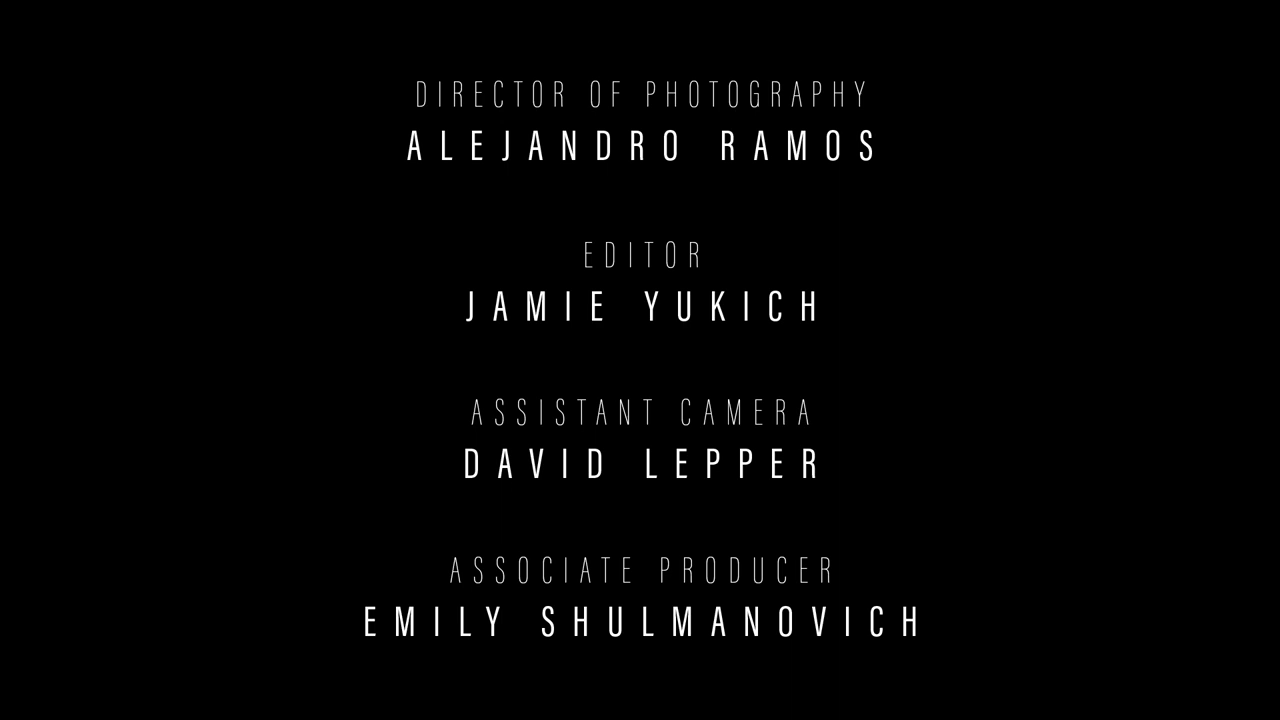 DIRECTOR OF PHOTOGRAPHY
ALEJANDRO RAMOS
EDITOR
JAMIE YUKICH
ASSISTANT CAMERA
DAVID LEPPER
ASSOCIATE PRODUCER
EMILY SHULMANOVICH